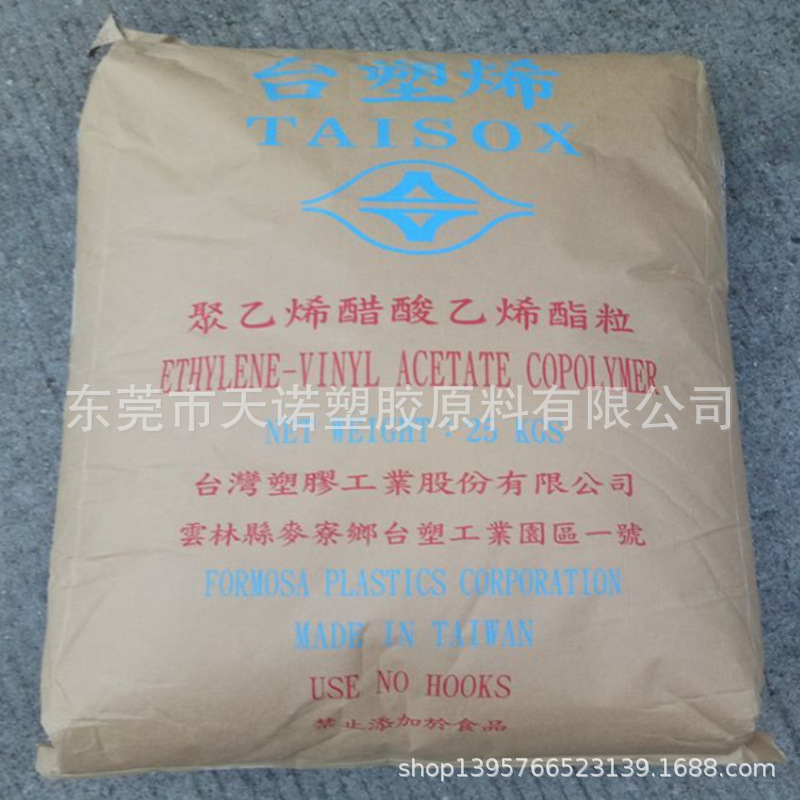 台塑烯
TAISOX
聚乙烯醋酸乙烯酯粒
ETHYLENE-VINYL ACETATE COPOLYMER
东莞市天诺塑胶原料有限公司
NET WEIGHT：25 KGS
台灣塑膠工業股份有限公司
雲林縣麥寮鄉台塑工業園區一號
FORMOSA PLASTICS CORPORATION
MADE IN TAIWAN
USE NO HOOKS
禁止添加於食品
shop1395766523139.1688.com